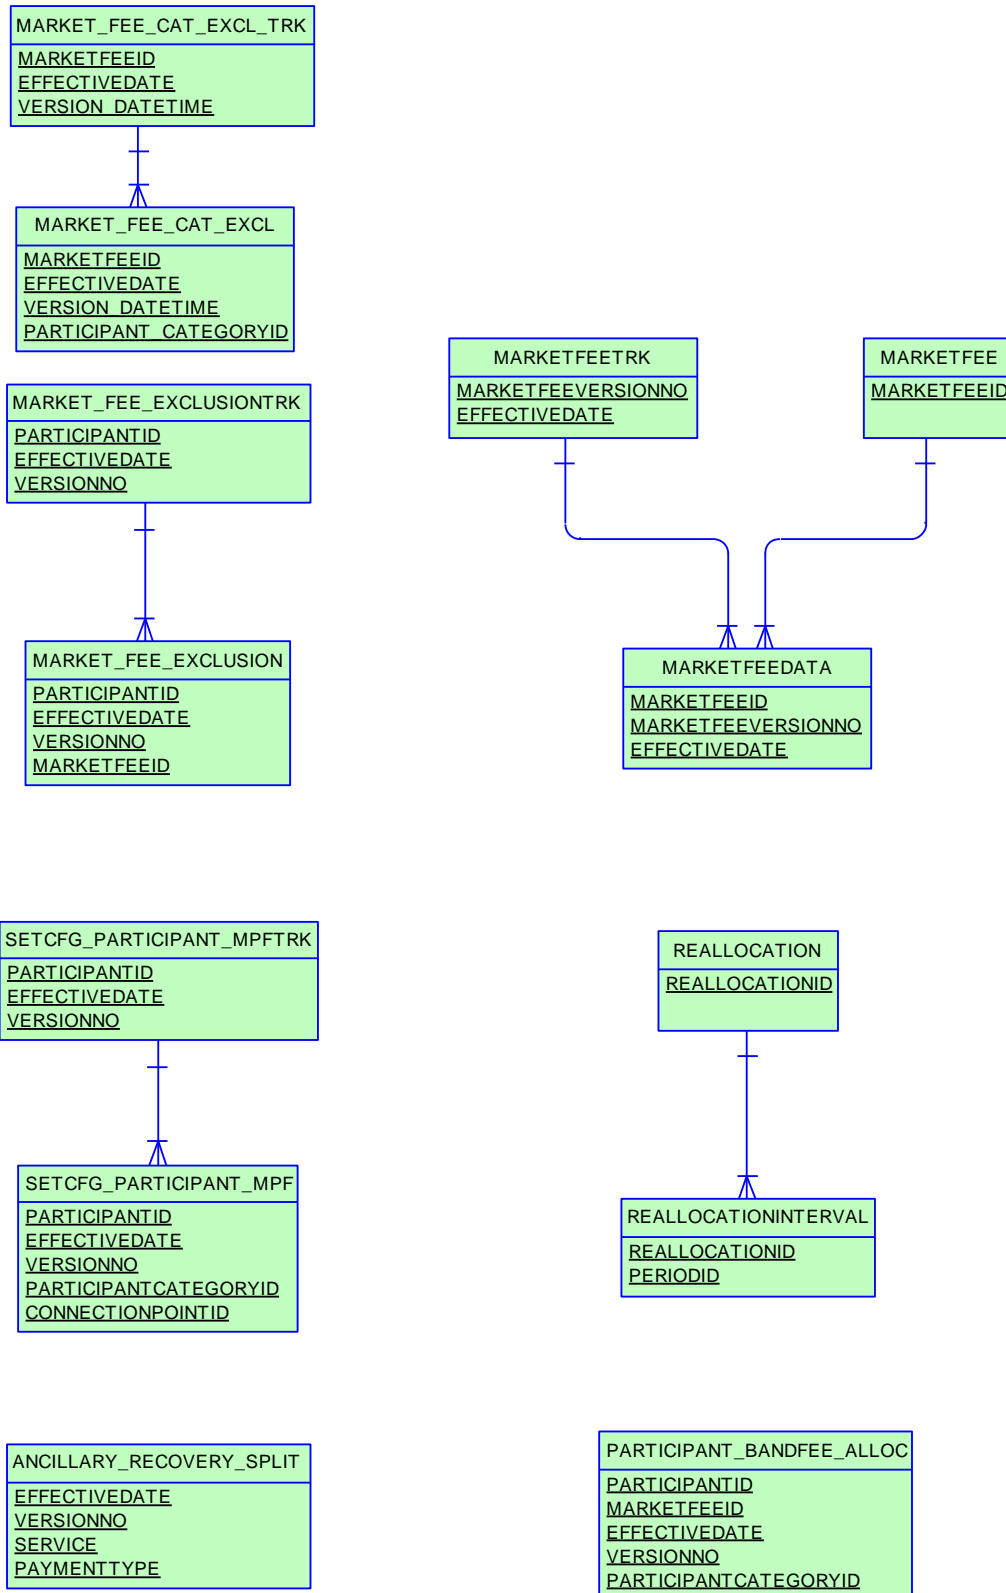 MARKET_FEE_CAT_EXCL_TRK
MARKETFEEID
EFFECTIVEDATE
VERSION_DATETIME
MARKET_FEE_CAT_EXCL
MARKETFEEID
EFFECTIVEDATE
VERSION_DATETIME
PARTICIPANT_CATEGORYID
MARKETFEETRK
MARKETFEEVERSIONNO
EFFECTIVEDATE
MARKETFEE
MARKETFEEID
MARKET_FEE_EXCLUSIONTRK
PARTICIPANTID
EFFECTIVEDATE
VERSIONNO
MARKET_FEE_EXCLUSION
PARTICIPANTID
EFFECTIVEDATE
VERSIONNO
MARKETFEEID
MARKETFEEDATA
MARKETFEEID
MARKETFEEVERSIONNO
EFFECTIVEDATE
SETCFG_PARTICIPANT_MPFTRK
PARTICIPANTID
EFFECTIVEDATE
VERSIONNO
REALLOCATION
REALLOCATIONID
SETCFG_PARTICIPANT_MPF
PARTICIPANTID
EFFECTIVEDATE
VERSIONNO
PARTICIPANTCATEGORYID
CONNECTIONPOINTID
REALLOCATIONINTERVAL
REALLOCATIONID
PERIODID
ANCILLARY_RECOVERY_SPLIT
EFFECTIVEDATE
VERSIONNO
SERVICE
PAYMENTTYPE
PARTICIPANT_BANDFEE_ALLOC
PARTICIPANTID
MARKETFEEID
EFFECTIVEDATE
VERSIONNO
PARTICIPANTCATEGORYID